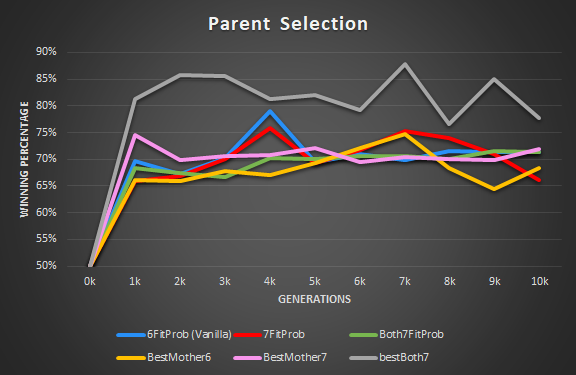 Parent Selection
90%
85%
80%
75%
70%
65%
60%
55%
50%
WINNING PERCENTAGE
0k 1k 2k 3k 4k 5k 6k 7k 8k 9k 10k
GENERATIONS
6FitProb (Vanilla) 7FitProb Both7FitProb
BestMother6 BestMother7 bestBoth7